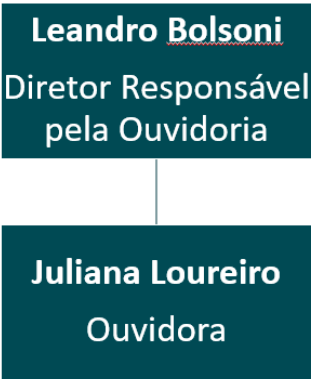 Leandro Bolsoni
Diretor Responsável
pela Ouvidoria
Juliana Loureiro
Ouvidora